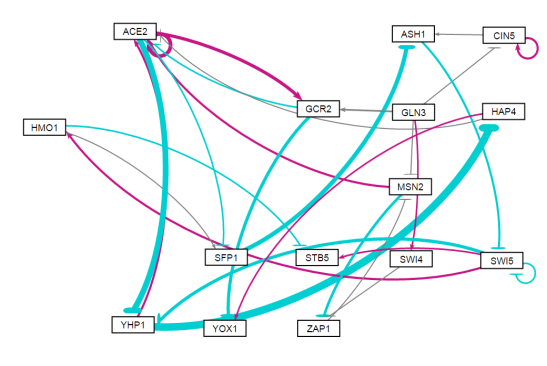 ACE2
ASH1
CIN5
GCR2
GLN3
HAP4
HMO1
MSN2
SFP1
STB5
SWI4
SWI5
YHP1
YOX1
ZAP1